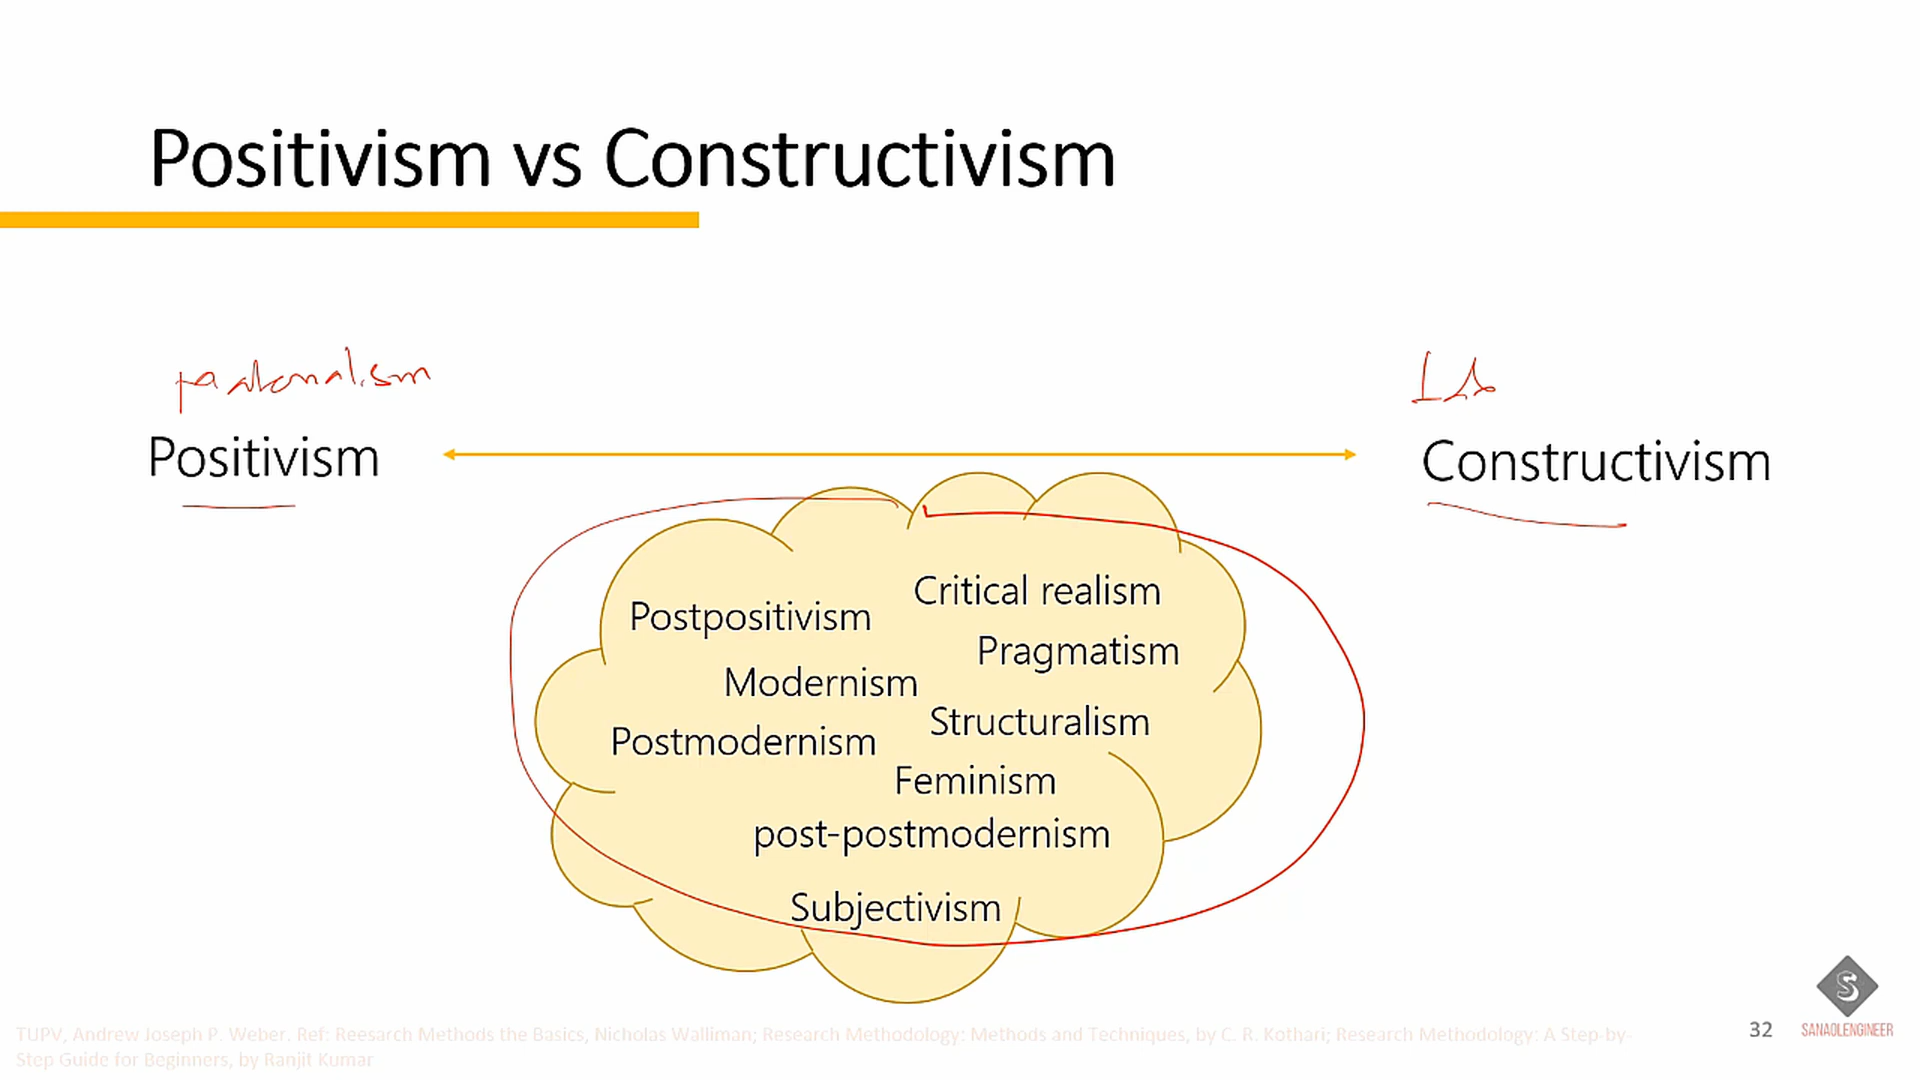 Positivism vs Constructivism
Positivism
Constructivism
Critical realism
Postpositivism
Pragmatism
Modernism
Structuralism
Postmodernism
Feminism
post-postmodernism
Subjectivism
TUPV, Andrew Joseph P. Weber. Ref: Reesarch Methods the Basics, Nicholas Walliman; Research Methodology: Methods and Techniques, by C. R. Kothari; Research Methodology: A Step-by-
Step Guide for Beginners, by Ranjit Kumar
32
S
SANAOLENGINEER